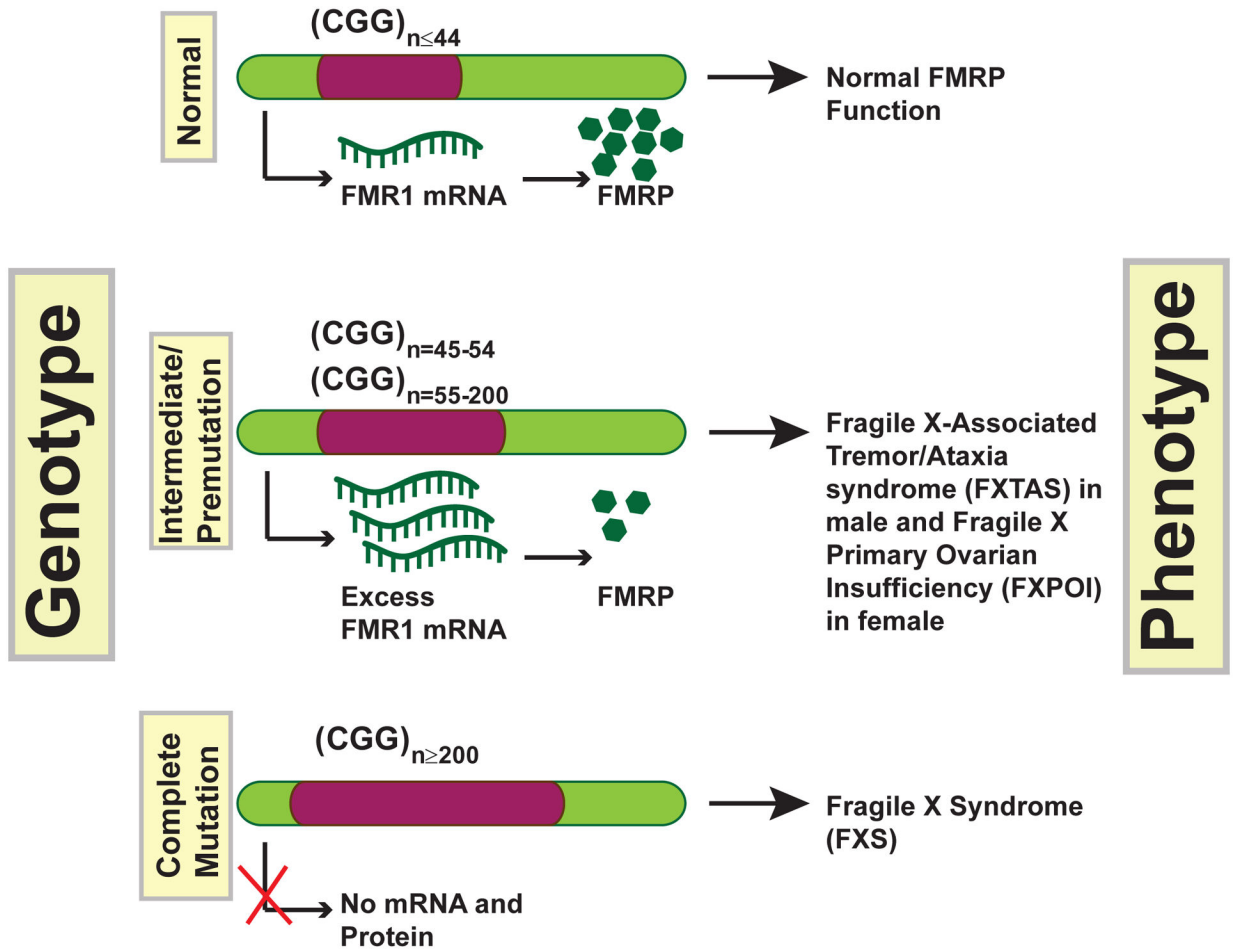 Genotype
Normal
(CGG)n≤44
FMR1 mRNA
FMRP
Normal FMRP
Function
Intermediate/
Premutation
(CGG)n=45-54
(CGG)n=55-200
Excess
FMR1 mRNA
FMRP
Fragile X-Associated
Tremor/Ataxia
syndrome (FXTAS) in
male and Fragile X
Primary Ovarian
Insufficiency (FXPOI)
in female
Complete
Mutation
(CGG)n≥200
No mRNA and
Protein
Fragile X Syndrome
(FXS)
Phenotype